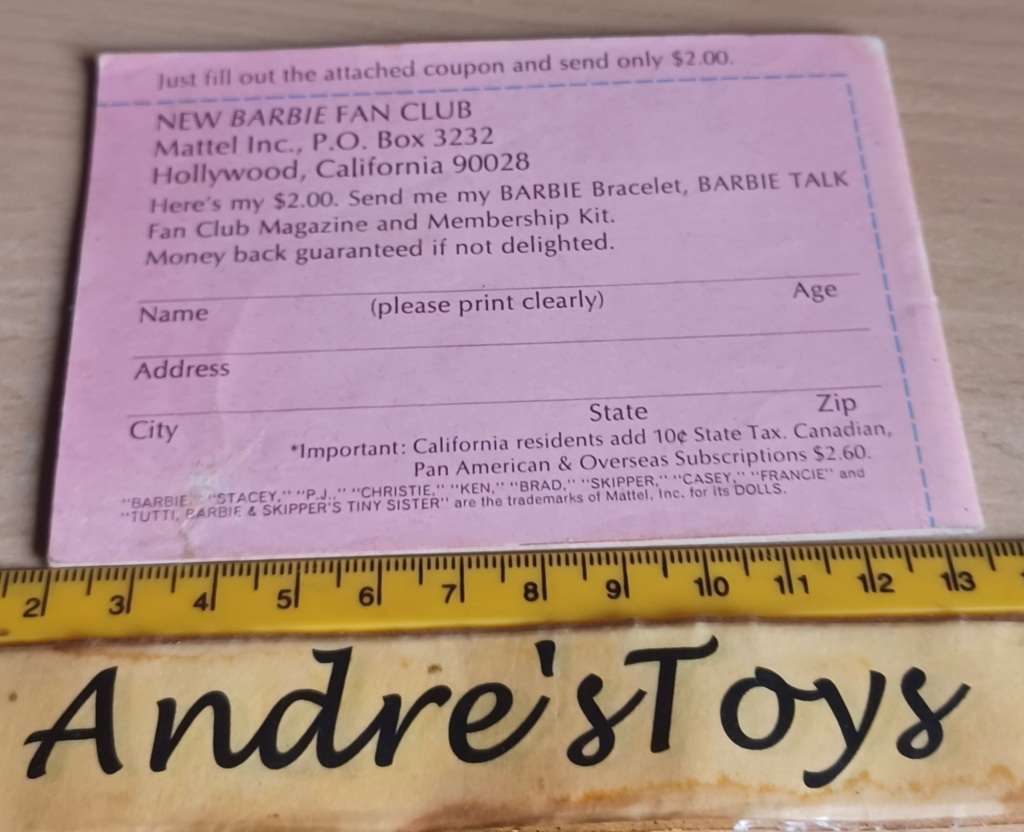 Just fill out the attached coupon and send only $2.00.
NEW BARBIE FAN CLUB
Mattel Inc., P.O. Box 3232
Hollywood, California 90028
Here's my $2.00. Send me my BARBIE Bracelet, BARBIE TALK
Fan Club Magazine and Membership Kit.
Money back guaranteed if not delighted.
Name (please print clearly) Age
Address
City State Zip
*Important: California residents add 10¢ State Tax. Canadian,
Pan American & Overseas Subscriptions $2.60.
"BARBIE," "STACEY," "P.J.," "CHRISTIE," "KEN," "BRAD," "SKIPPER," "CASEY," "FRANCIE" and
"TUTTI, BARBIE & SKIPPER'S TINY SISTER" are the trademarks of Mattel, Inc. for its DOLLS.
2 3 4 5 6 7 8 9 10 11 12 13
Andre'sToys